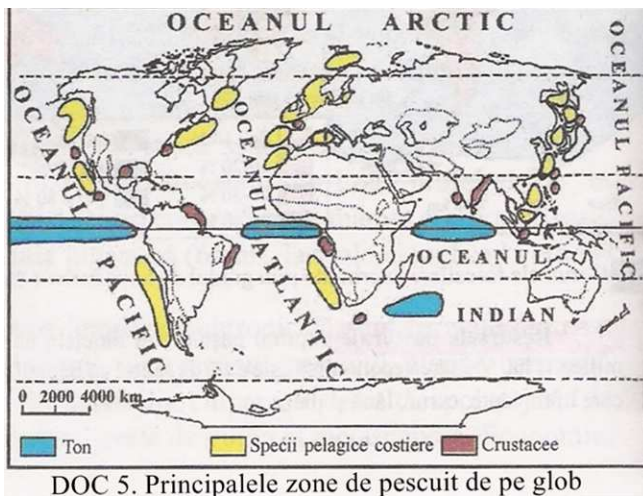 OCEANUL ARCTIC
OCEANUL PACIFIC
OCEANUL PACIFIC
OCEANUL ATLANTIC
OCEANUL
INDIAN
0 2000 4000 km
Ton
Specii pelagice costiere
Crustacee
DOC 5. Principalele zone de pescuit de pe glob